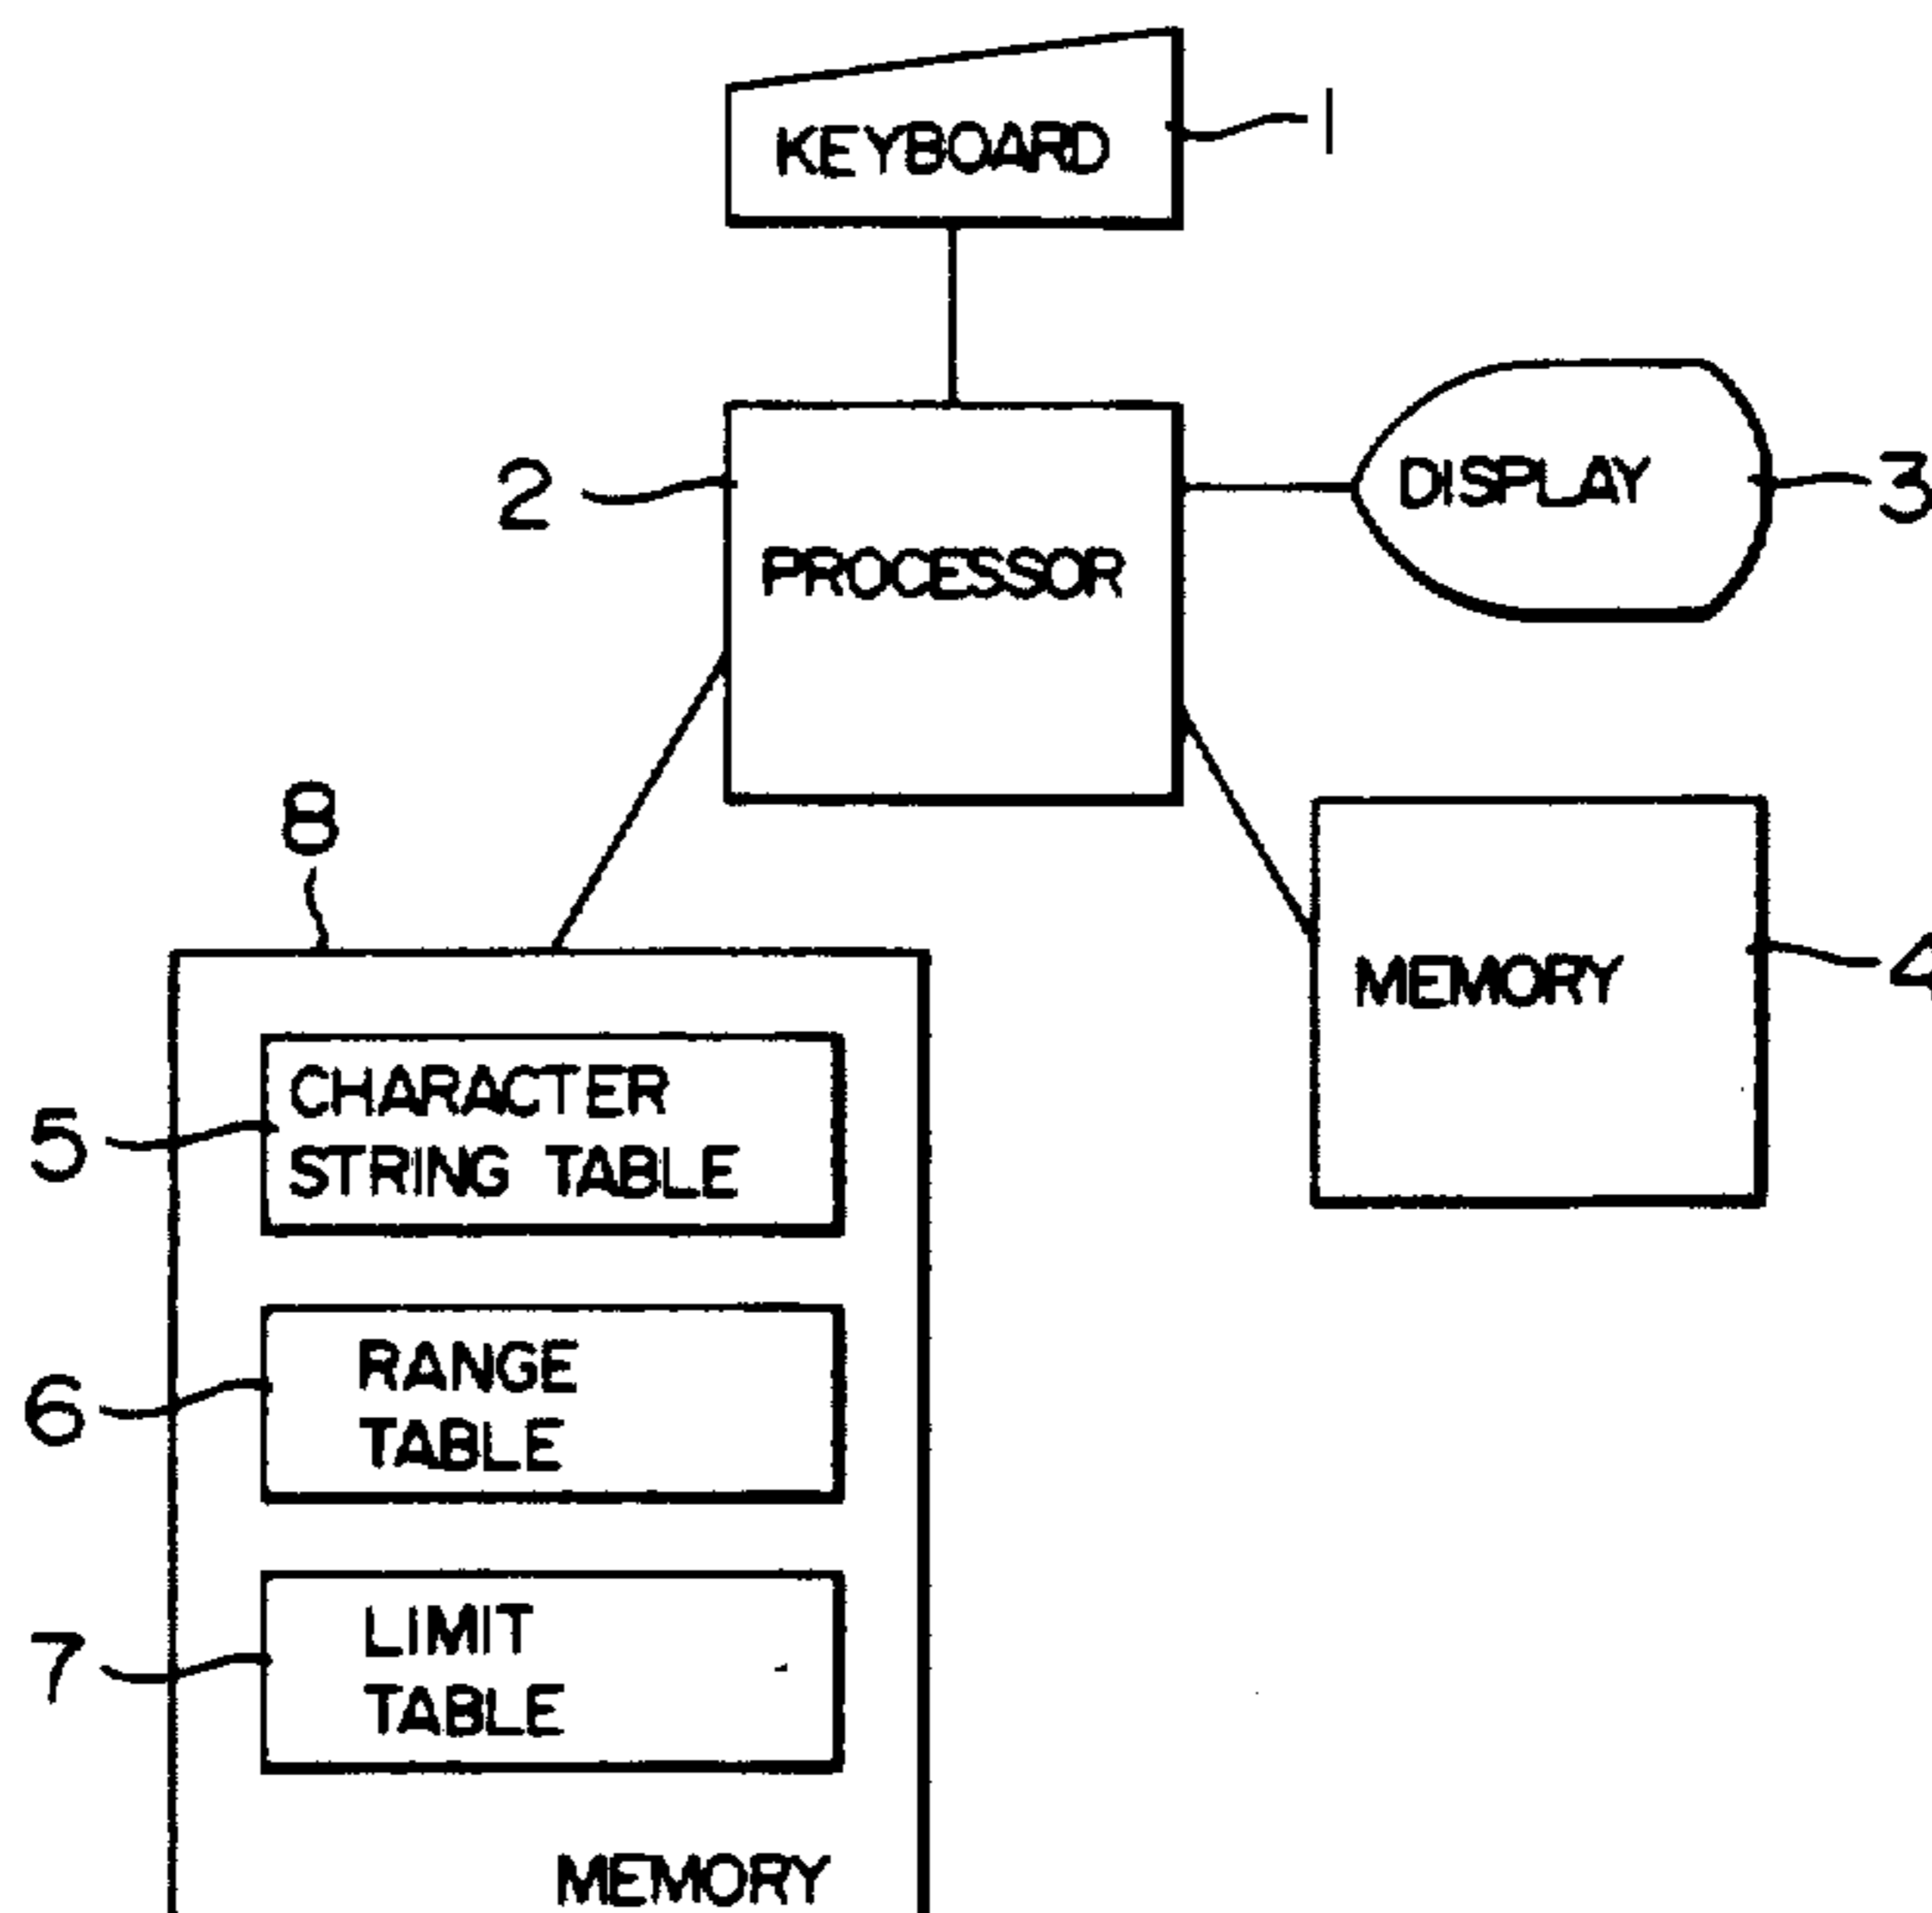 KEYBOARD
1
2
PROCESSOR
DISPLAY
3
8
MEMORY
4
5
CHARACTER
STRING TABLE
6
RANGE
TABLE
7
LIMIT
TABLE
MEMORY